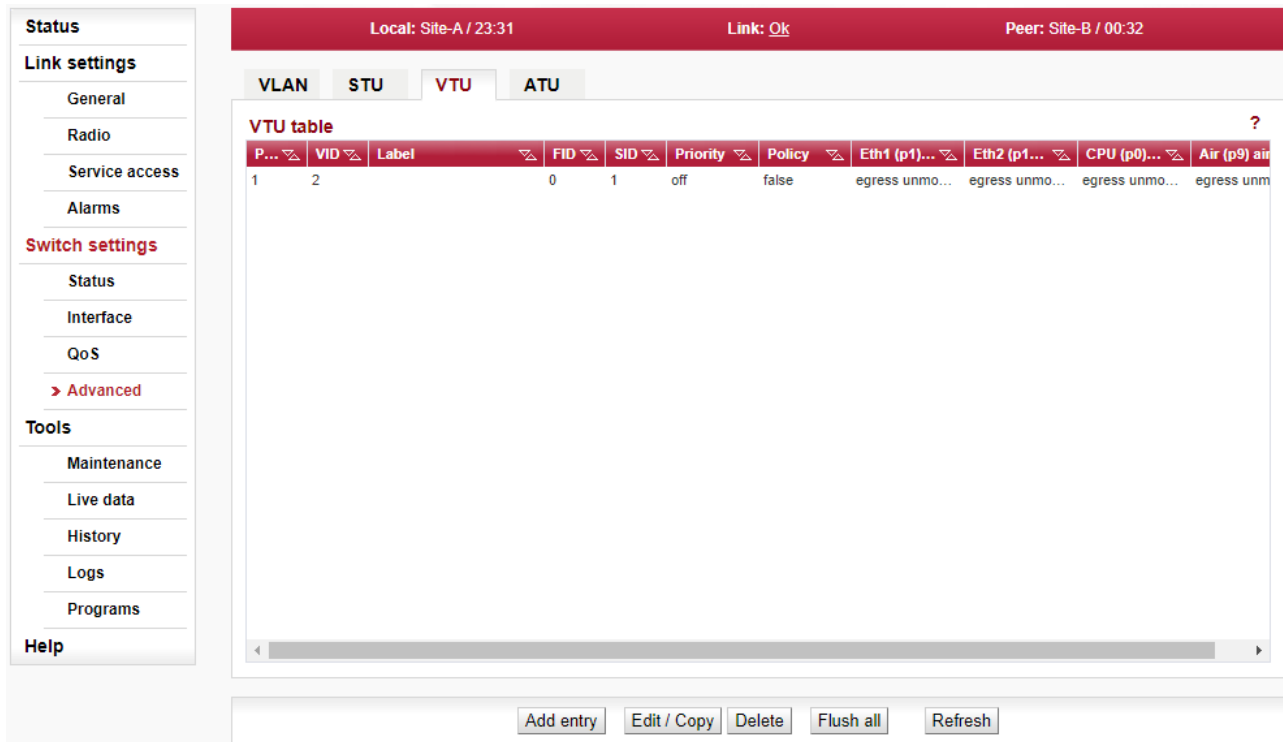 Status
Link settings
General
Radio
Service access
Alarms
Switch settings
Status
Interface
QoS
Advanced
Tools
Maintenance
Live data
History
Logs
Programs
Help
Local: Site-A / 23:31 Link: Ok Peer: Site-B / 00:32
VLAN STU VTU ATU
VTU table ?
P... VID Label FID SID Priority Policy Eth1 (p1)... Eth2 (p1... CPU (p0)... Air (p9) air
1 2 0 1 off false egress unmo... egress unmo... egress unmo... egress unm
Add entry Edit / Copy Delete Flush all Refresh